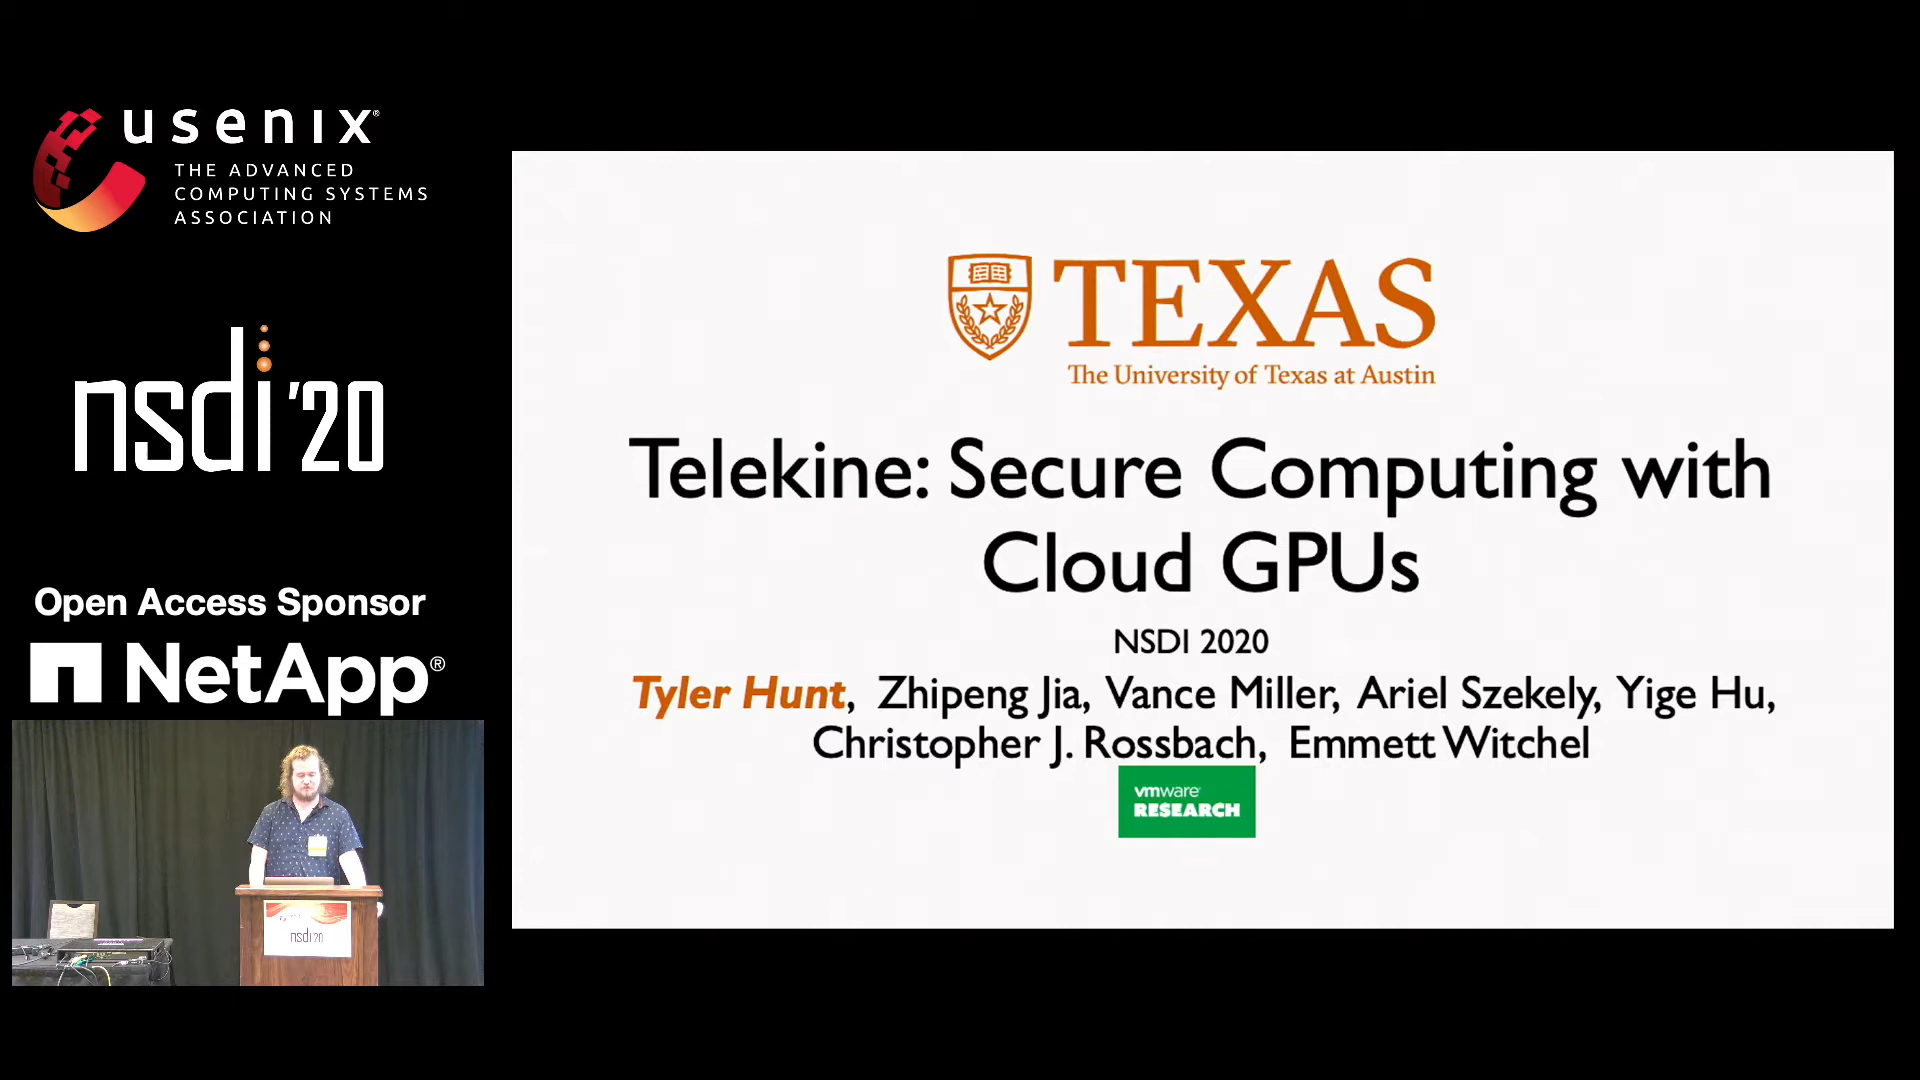 usenix®
THE ADVANCED
COMPUTING SYSTEMS
ASSOCIATION
nsdi '20
Open Access Sponsor
NetApp®
TEXAS
The University of Texas at Austin
Telekine: Secure Computing with
Cloud GPUs
NSDI 2020
Tyler Hunt, Zhipeng Jia, Vance Miller, Ariel Szekely, Yige Hu,
Christopher J. Rossbach, Emmett Witchel
vmware
RESEARCH
nsdi'20